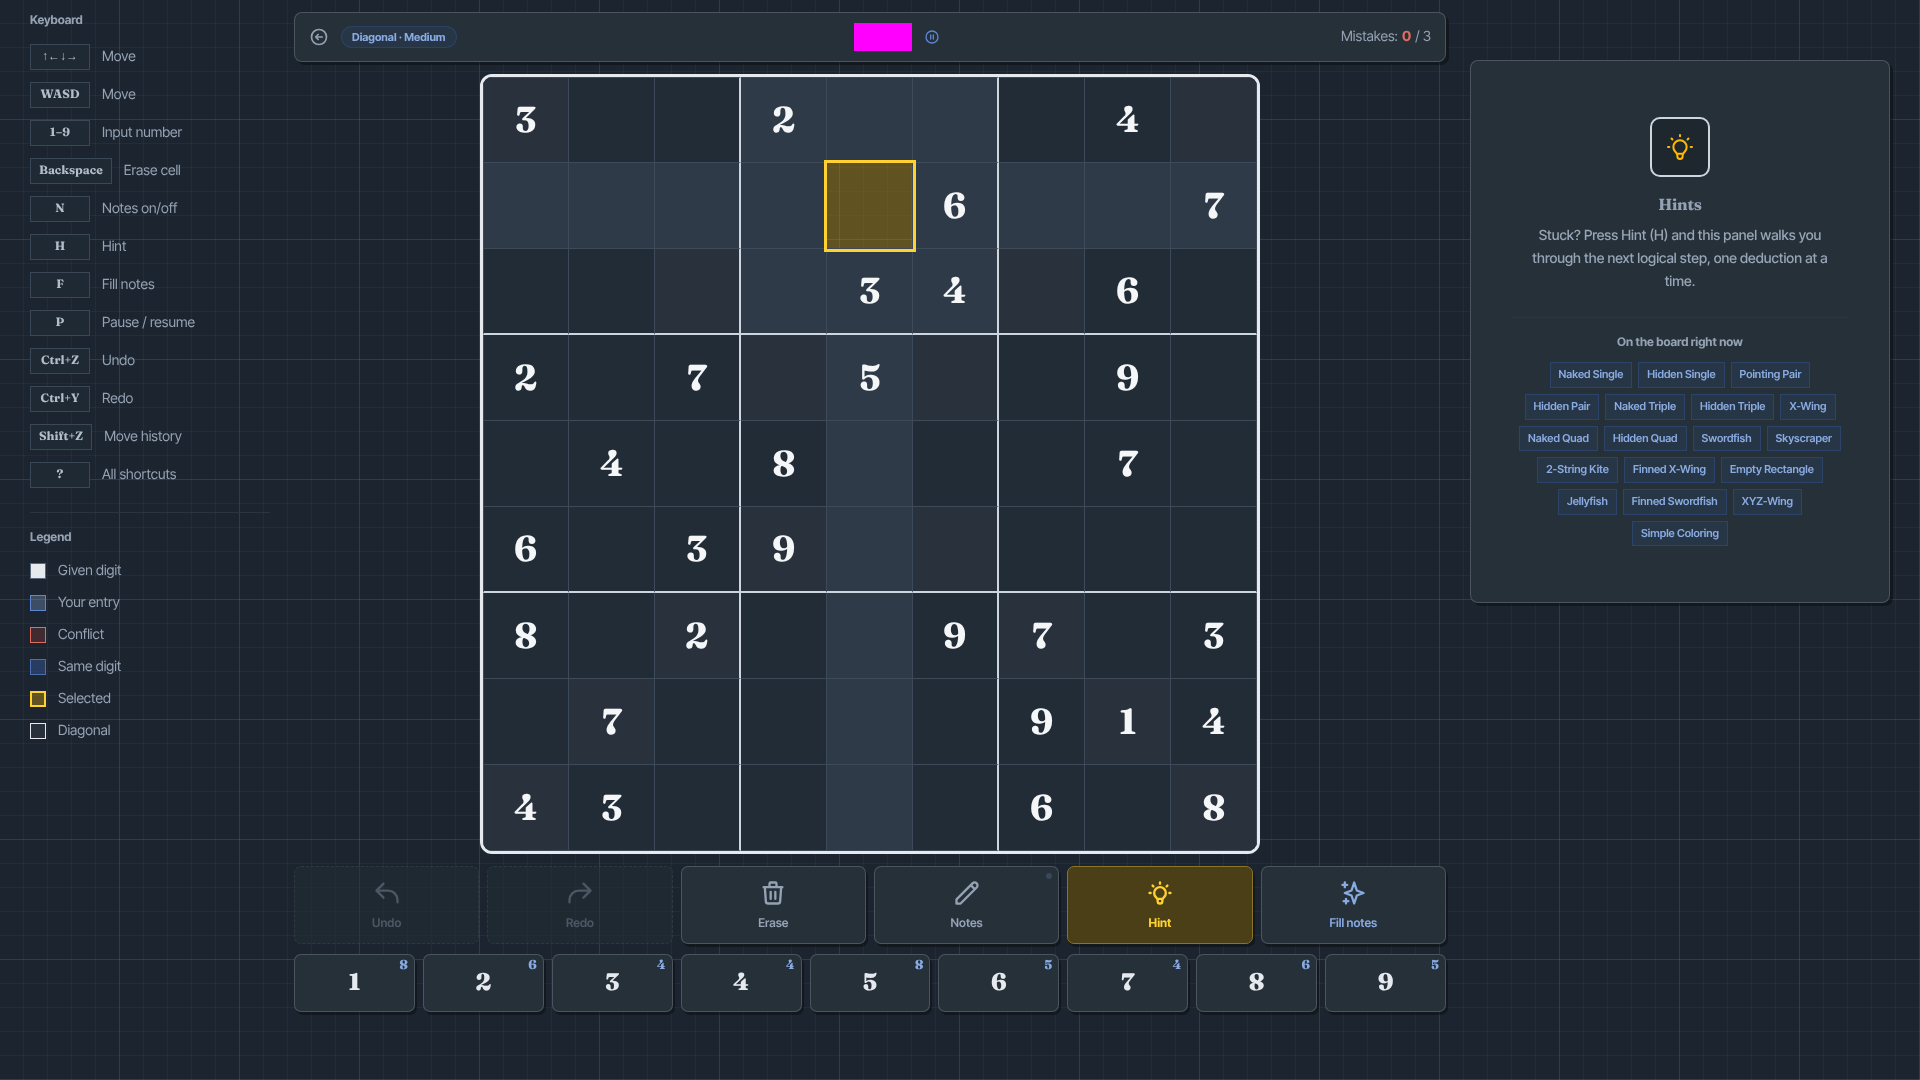 Keyboard
↑←↓→ Move
WASD Move
1–9 Input number
Backspace Erase cell
N Notes on/off
H Hint
F Fill notes
P Pause / resume
Ctrl+Z Undo
Ctrl+Y Redo
Shift+Z Move history
? All shortcuts
Legend
Given digit
Your entry
Conflict
Same digit
Selected
Diagonal
Diagonal · Medium
Mistakes: 0 / 3
3 2 4
6 7
3 4 6
2 7 5 9
4 8 7
6 3 9
8 2 9 7 3
7 9 1 4
4 3 6 8
Undo Redo Erase Notes Hint Fill notes
1 8 2 6 3 4 4 4 5 8 6 5 7 4 8 6 9 5
Hints
Stuck? Press Hint (H) and this panel walks you
through the next logical step, one deduction at a
time.
On the board right now
Naked Single Hidden Single Pointing Pair
Hidden Pair Naked Triple Hidden Triple X-Wing
Naked Quad Hidden Quad Swordfish Skyscraper
2-String Kite Finned X-Wing Empty Rectangle
Jellyfish Finned Swordfish XYZ-Wing
Simple Coloring